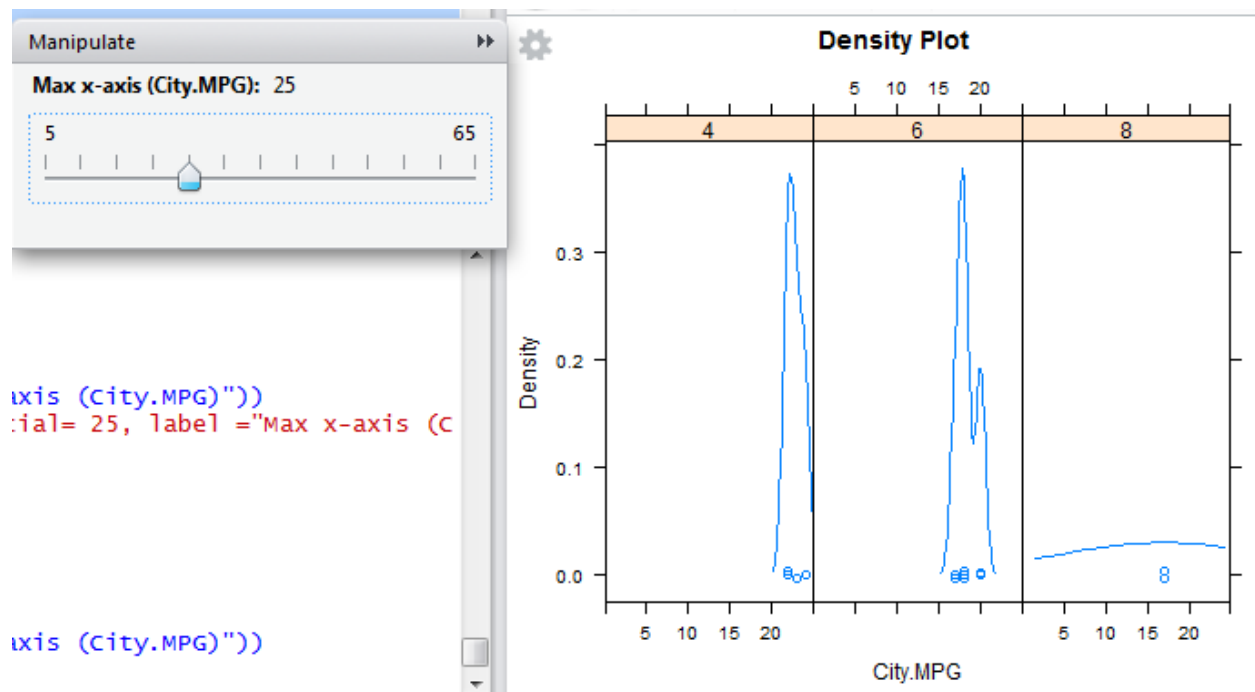 Manipulate
Max x-axis (City.MPG): 25
5 65
axis (City.MPG)"))
tial= 25, label ="Max x-axis (C
axis (City.MPG)"))
Density Plot
5 10 15 20
4 6 8
0.3
0.2
0.1
0.0
Density
5 10 15 20 5 10 15 20
City.MPG